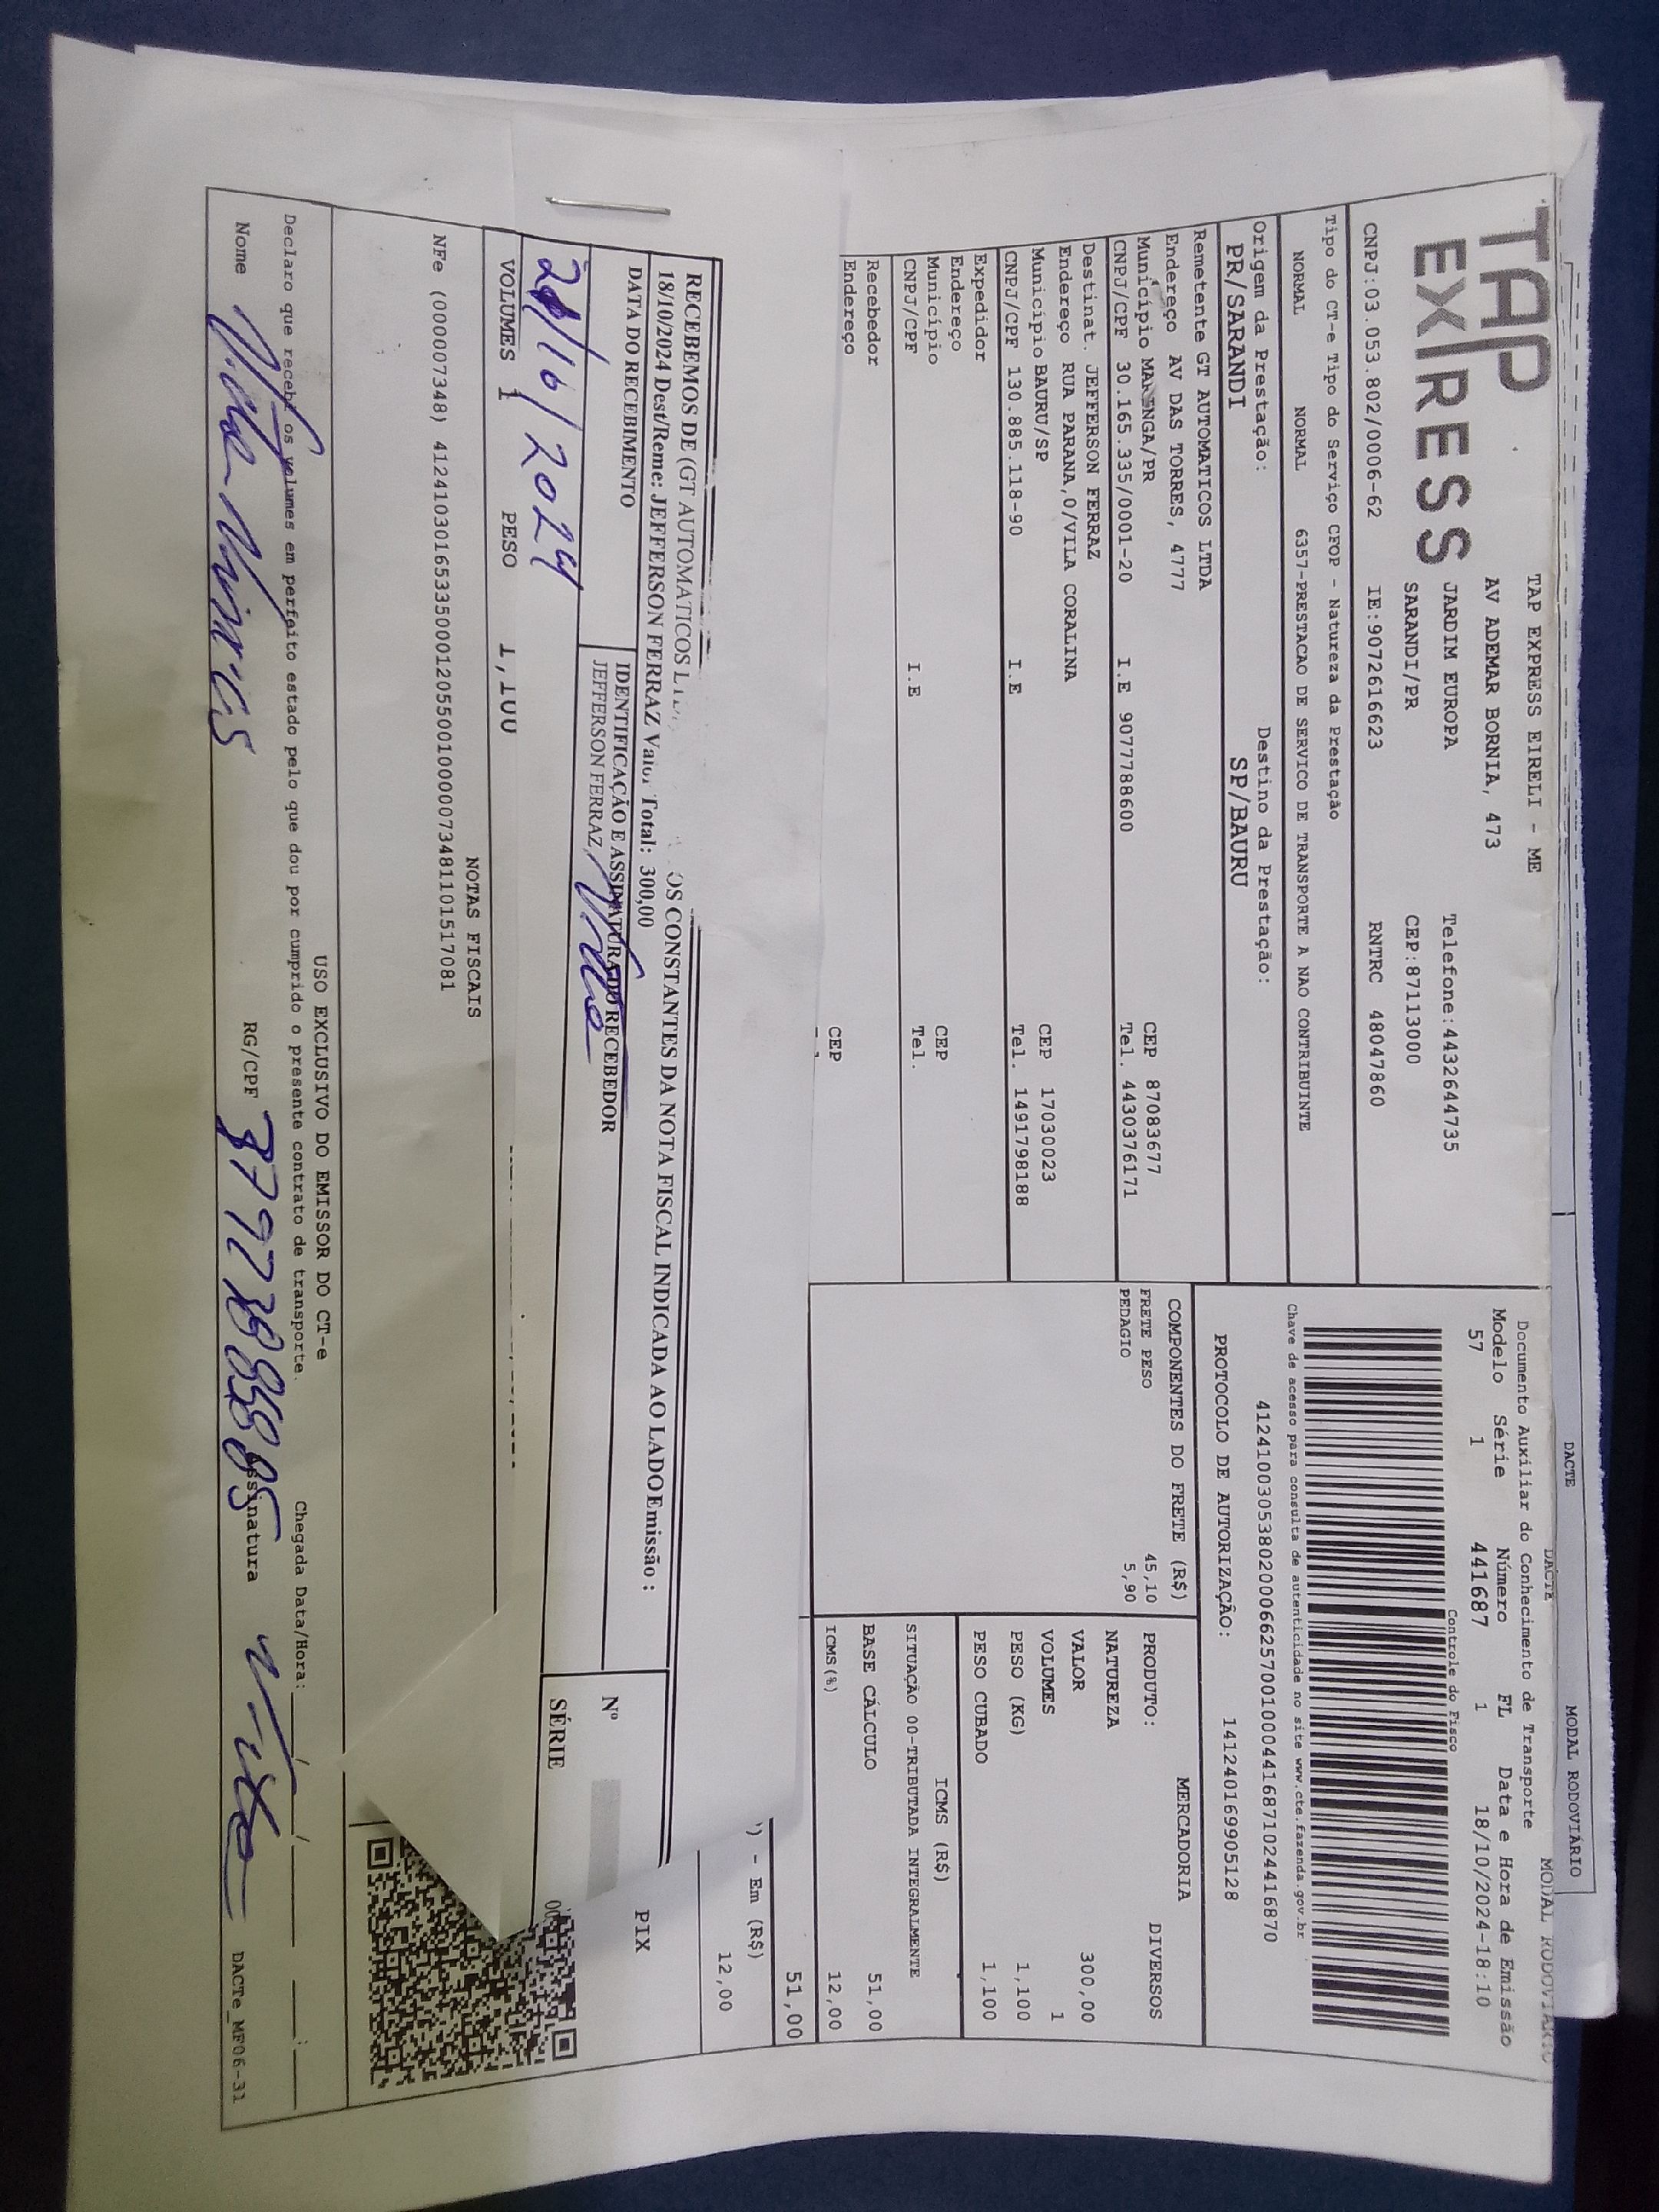 DACTE MODAL RODOVIÁRIO
DACTE MODAL RODOVIÁRIO
TAP EXPRESS
TAP EXPRESS EIRELI - ME
AV ADEMAR BORNIA, 473
JARDIM EUROPA Telefone:4432644735
SARANDI/PR CEP:87113000
CNPJ:03.053.802/0006-62 IE:9072616623 RNTRC 48047860
Documento Auxiliar do Conhecimento de Transporte
Modelo Série Número FL Data e Hora de Emissão
57 1 441687 1 18/10/2024-18:10
Controle do Fisco
Chave de acesso para consulta de autenticidade no site www.cte.fazenda.gov.br
41241003053802000662570010004416871024416870
PROTOCOLO DE AUTORIZAÇÃO: 141240169905128
Tipo do CT-e Tipo do Serviço CFOP - Natureza da Prestação
NORMAL NORMAL 6357-PRESTACAO DE SERVICO DE TRANSPORTE A NAO CONTRIBUINTE
Origem da Prestação: Destino da Prestação:
PR/SARANDI SP/BAURU
Remetente GT AUTOMATICOS LTDA
Endereço AV DAS TORRES, 4777
Município MARINGA/PR CEP 87083677
CNPJ/CPF 30.165.335/0001-20 I.E 9077788600 Tel. 443037617​1
Destinat. JEFFERSON FERRAZ
Endereço RUA PARANA,0/VILA CORALINA
Município BAURU/SP CEP 17030023
CNPJ/CPF 130.885.118-90 I.E Tel. 1491798188
Expedidor
Endereço
Município CEP
CNPJ/CPF I.E Tel.
Recebedor
Endereço CEP
COMPONENTES DO FRETE (R$)
FRETE PESO 45,10
PEDAGIO 5,90
MERCADORIA
PRODUTO: DIVERSOS
NATUREZA
VALOR 300,00
VOLUMES 1
PESO (KG) 1,100
PESO CUBADO 1,100
ICMS (R$)
SITUAÇÃO 00-TRIBUTADA INTEGRALMENTE
BASE CÁLCULO 51,00
ICMS(%) 12,00
51,00
) - Em (R$)
12,00
RECEBEMOS DE (GT AUTOMATICOS OS CONSTANTES DA NOTA FISCAL INDICADA AO LADO Emissão :
18/10/2024 Dest/Reme: JEFFERSON FERRAZ Valor Total: 300,00
DATA DO RECEBIMENTO
IDENTIFICAÇÃO E ASSINATURA DO RECEBEDOR
JEFFERSON FERRAZ
Nº
SÉRIE
PIX
VOLUMES 1 PESO 1,100
NOTAS FISCAIS
NFe (000007348) 41241030165335000120550010000073481101517081
USO EXCLUSIVO DO EMISSOR DO CT-e
Declaro que recebi os volumes em perfeito estado pelo que dou por cumprido o presente contrato de transporte. Chegada Data/Hora: / / :
Nome RG/CPF Assinatura DACTe_MF06-31